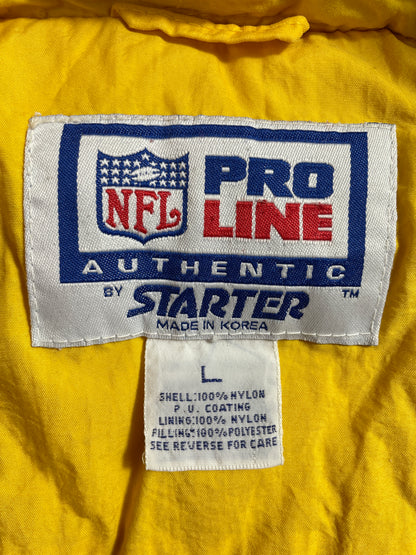 NFL PRO
LINE
AUTHENTIC
BY STARTER TM
MADE IN KOREA
L
SHELL:100% NYLON
P.U. COATING
LINING:100% NYLON
FILLING:100% POLYESTER
SEE REVERSE FOR CARE